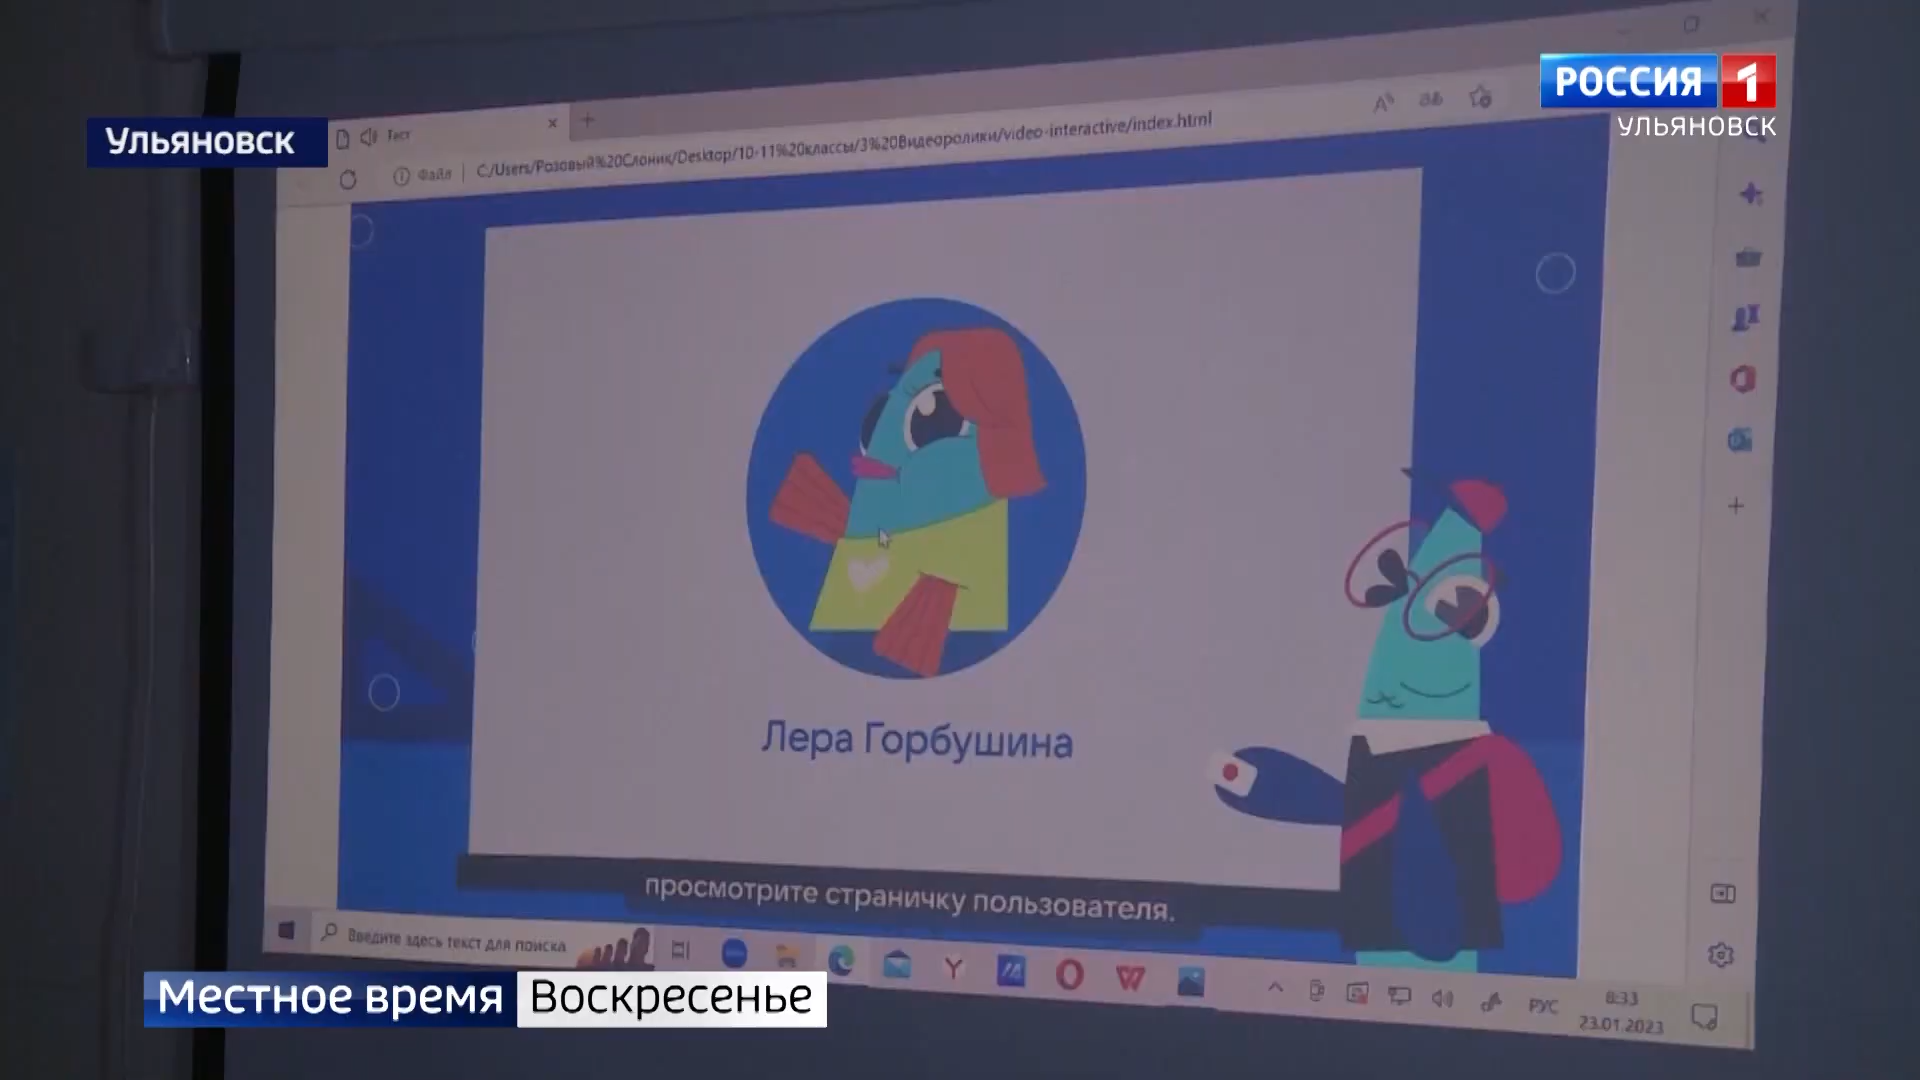 РОССИЯ 1
УЛЬЯНОВСК
Ульяновск
Тест
Файл
C:/Users/Розовый%20Слоник/Desktop/10-11%20классы/3%20Видеоролики/video-interactive/index.html
Лера Горбушина
просмотрите страничку пользователя.
Введите здесь текст для поиска
РУС
8:33
23.01.2023
Местное время Воскресенье